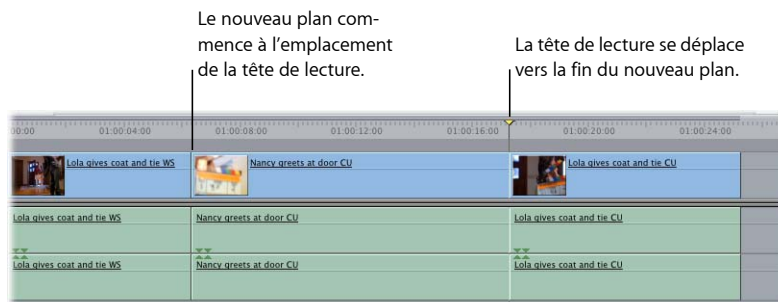 Le nouveau plan com-
mence à l'emplacement
de la tête de lecture.
La tête de lecture se déplace
vers la fin du nouveau plan.
00:00 01:00:04:00 01:00:08:00 01:00:12:00 01:00:16:00 01:00:20:00 01:00:24:00
Lola gives coat and tie WS Nancy greets at door CU Lola gives coat and tie CU
Lola gives coat and tie WS Nancy greets at door CU Lola gives coat and tie CU
Lola gives coat and tie WS Nancy greets at door CU Lola gives coat and tie CU